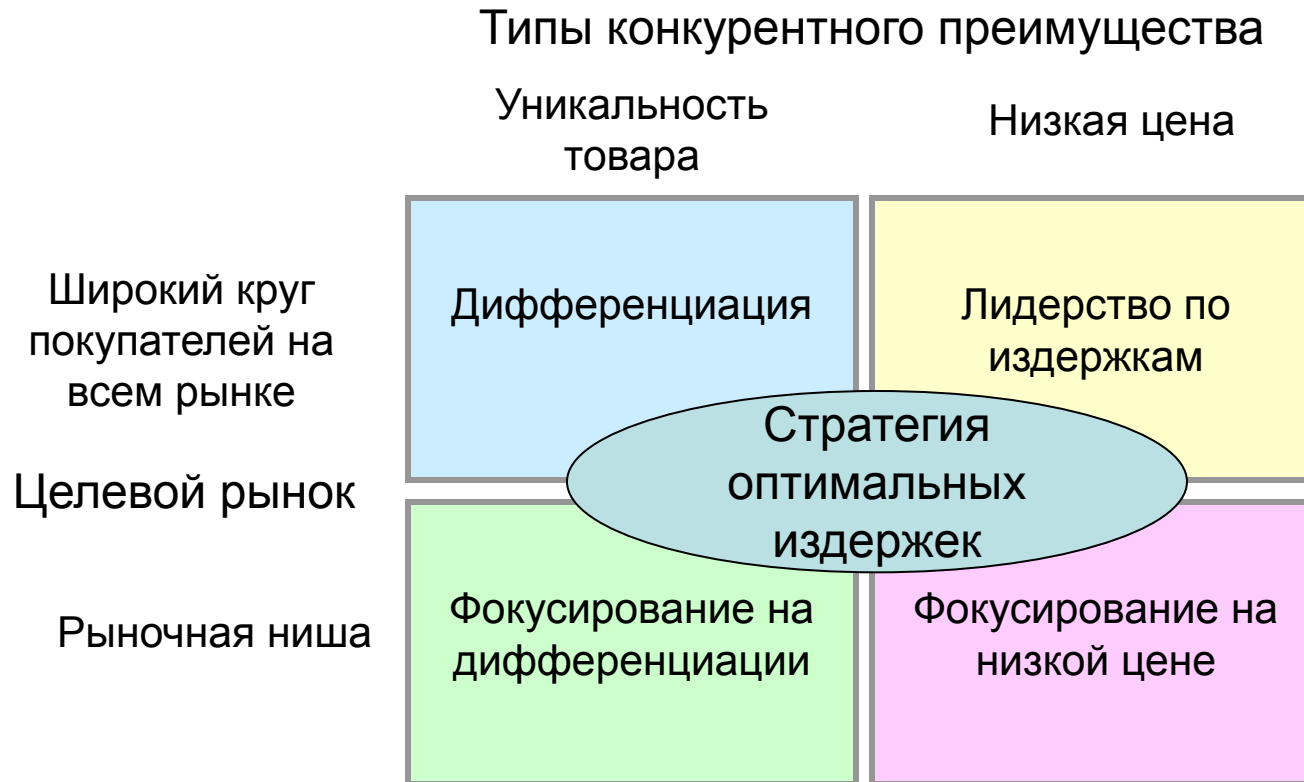 Типы конкурентного преимущества
Уникальность
товара
Низкая цена
Широкий круг
покупателей на
всем рынке
Дифференциация
Лидерство по
издержкам
Стратегия
оптимальных
издержек
Целевой рынок
Рыночная ниша
Фокусирование на
дифференциации
Фокусирование на
низкой цене